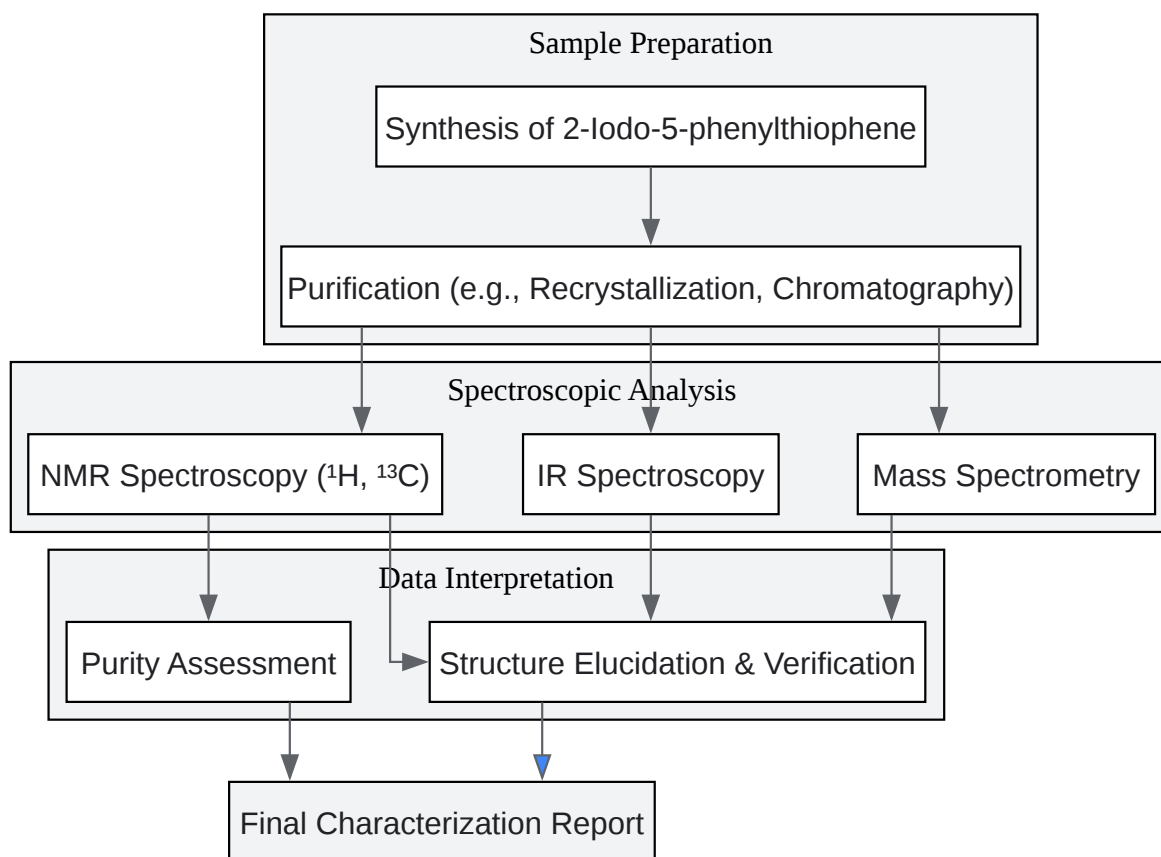 Sample Preparation
Synthesis of 2-Iodo-5-phenylthiophene
Purification (e.g., Recrystallization, Chromatography)
Spectroscopic Analysis
NMR Spectroscopy (¹H, ¹³C)
IR Spectroscopy
Mass Spectrometry
Data Interpretation
Purity Assessment
Structure Elucidation & Verification
Final Characterization Report